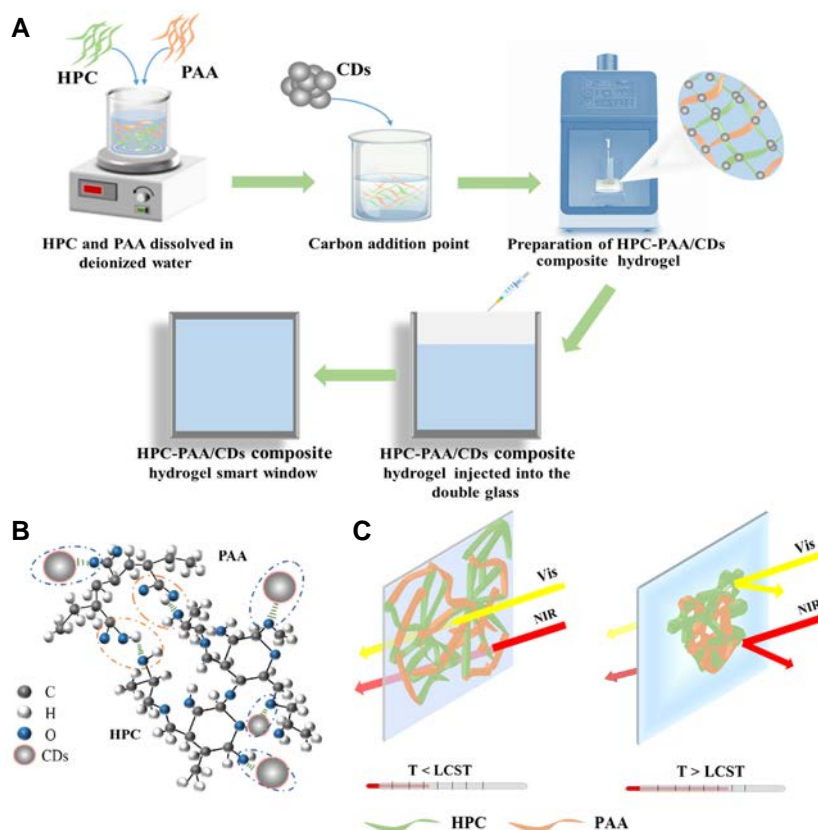 A
HPC
PAA
CDs
HPC and PAA dissolved in
deionized water
Carbon addition point
Preparation of HPC-PAA/CDs
composite hydrogel
HPC-PAA/CDs composite
hydrogel smart window
HPC-PAA/CDs composite
hydrogel injected into the
double glass
B
PAA
C
H
O
CDs
HPC
C
Vis
NIR
T < LCST
Vis
NIR
T > LCST
HPC
PAA